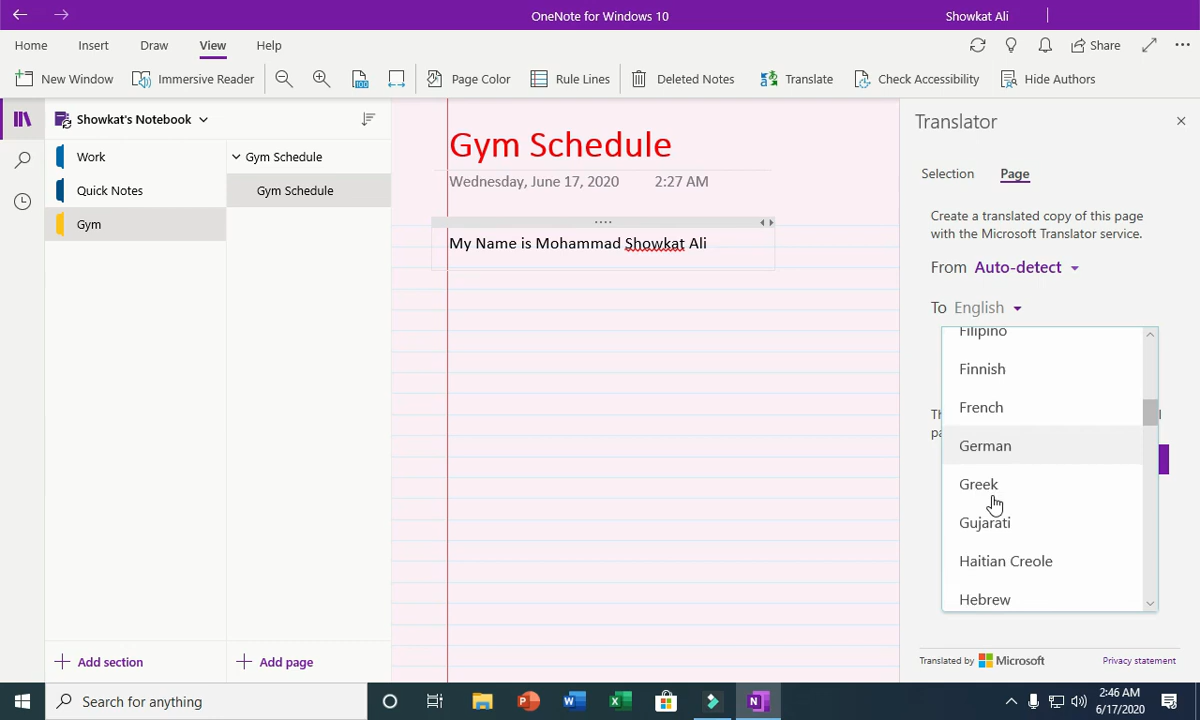 OneNote for Windows 10
Showkat Ali
Home
Insert
Draw
View
Help
Share
New Window
Immersive Reader
Page Color
Rule Lines
Deleted Notes
Translate
Check Accessibility
Hide Authors
Showkat's Notebook
Work
Quick Notes
Gym
Gym Schedule
Gym Schedule
Gym Schedule
Wednesday, June 17, 2020 2:27 AM
My Name is Mohammad Showkat Ali
Translator
Selection
Page
Create a translated copy of this page
with the Microsoft Translator service.
From Auto-detect
To English
Filipino
Finnish
French
German
Greek
Gujarati
Haitian Creole
Hebrew
Translated by Microsoft
Privacy statement
Add section
Add page
Search for anything
2:46 AM
6/17/2020